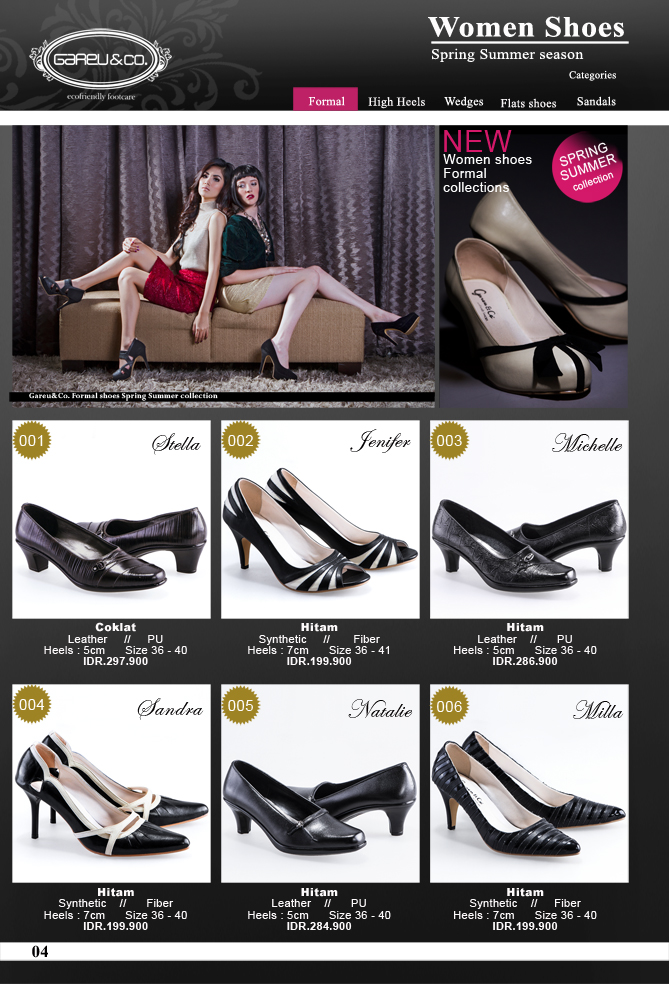 GAREU&CO.
ecofriendly footcare
Women Shoes
Spring Summer season
Categories
Formal High Heels Wedges Flats shoes Sandals
NEW
Women shoes
Formal
collections
SPRING
SUMMER
collection
Gareu&Co
Gareu&Co. Formal shoes Spring Summer collection
001 Stella
002 Jenifer
003 Michelle
Coklat
Leather // PU
Heels : 5cm Size 36 - 40
IDR.297.900
Hitam
Synthetic // Fiber
Heels : 7cm Size 36 - 41
IDR.199.900
Hitam
Leather // PU
Heels : 5cm Size 36 - 40
IDR.286.900
004 Sandra
005 Natalie
006 Milla
Hitam
Synthetic // Fiber
Heels : 7cm Size 36 - 40
IDR.199.900
Hitam
Leather // PU
Heels : 5cm Size 36 - 40
IDR.284.900
Hitam
Synthetic // Fiber
Heels : 7cm Size 36 - 40
IDR.199.900
04